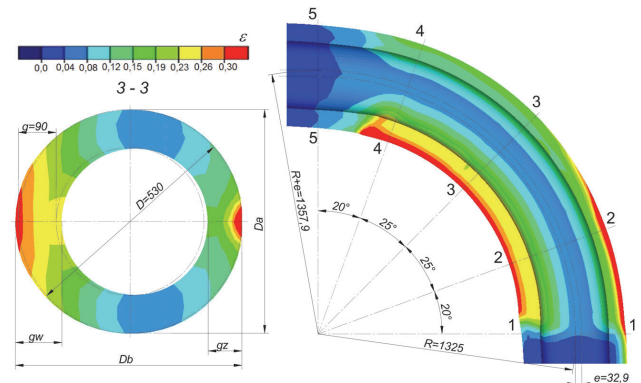 ε
0,0 0,04 0,08 0,12 0,15 0,19 0,23 0,26 0,30
3 - 3
g=90
D=530
Da
gw
gz
Db
5
4
3
2
1
5
4
3
2
1
R+e=1357,9
20°
25°
25°
20°
R=1325
e=32,9